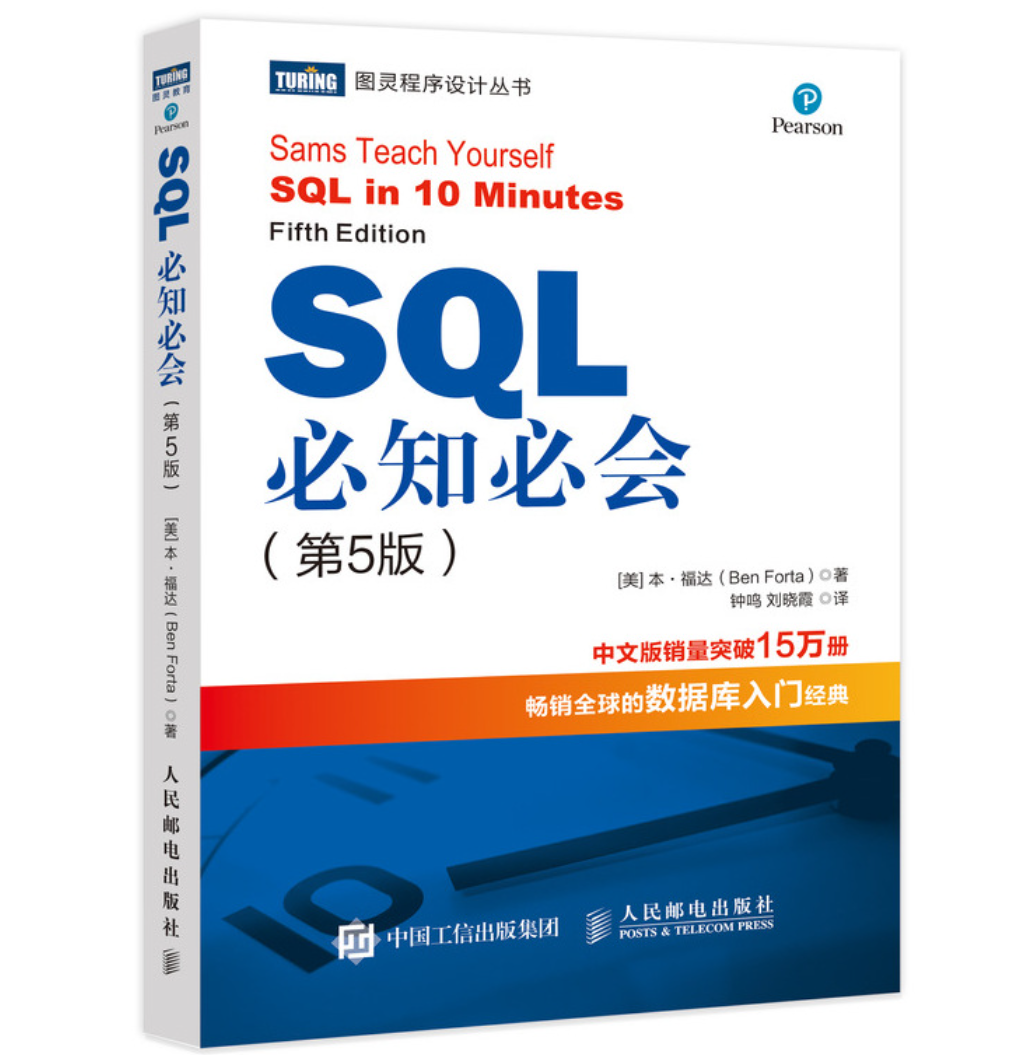 TURING
图灵教育
Pearson
SQL
必知必会
(第5版)
[美]本·福达(Ben Forta)◎著
人民邮电出版社
TURING 图灵程序设计丛书
Pearson
Sams Teach Yourself
SQL in 10 Minutes
Fifth Edition
SQL
必知必会
(第5版)
[美] 本·福达(Ben Forta)◎著
钟鸣 刘晓霞 ◎译
中文版销量突破15万册
畅销全球的数据库入门经典
10
中国工信出版集团
人民邮电出版社
POSTS & TELECOM PRESS